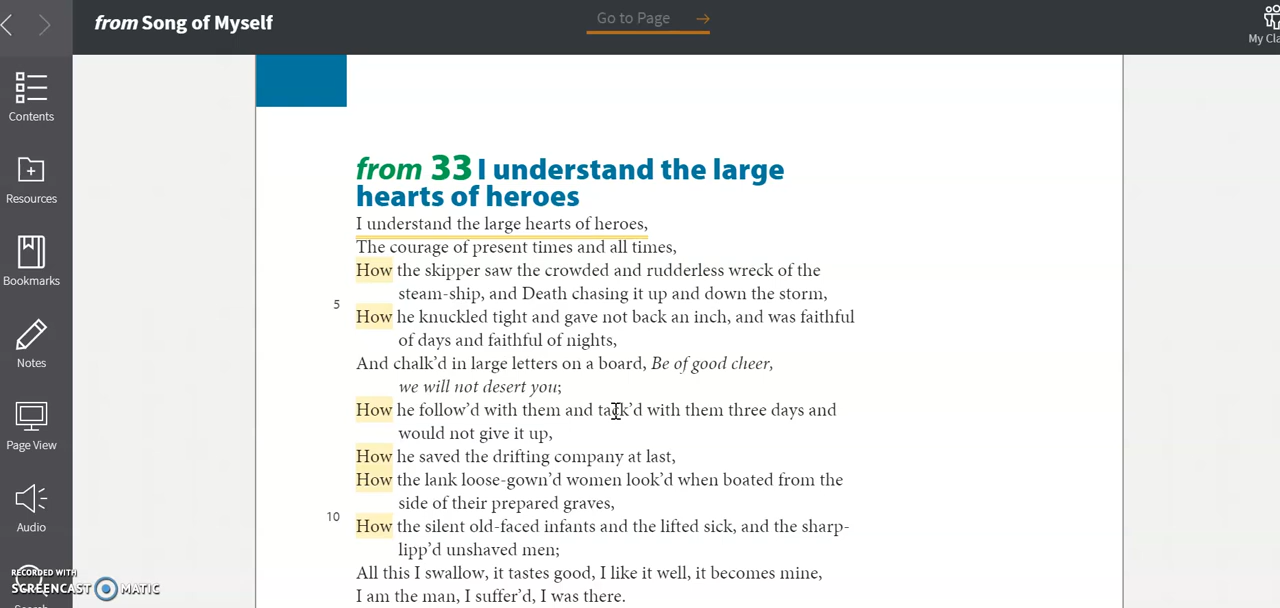 from Song of Myself
Go to Page
My Cla
Contents
Resources
Bookmarks
Notes
Page View
Audio
from 33 I understand the large
hearts of heroes
I understand the large hearts of heroes,
The courage of present times and all times,
How the skipper saw the crowded and rudderless wreck of the
steam-ship, and Death chasing it up and down the storm,
5
How he knuckled tight and gave not back an inch, and was faithful
of days and faithful of nights,
And chalk’d in large letters on a board, Be of good cheer,
we will not desert you;
How he follow’d with them and tack’d with them three days and
would not give it up,
How he saved the drifting company at last,
How the lank loose-gown’d women look’d when boated from the
side of their prepared graves,
10
How the silent old-faced infants and the lifted sick, and the sharp-
lipp’d unshaved men;
All this I swallow, it tastes good, I like it well, it becomes mine,
I am the man, I suffer’d, I was there.
RECORDED WITH
SCREENCAST MATIC